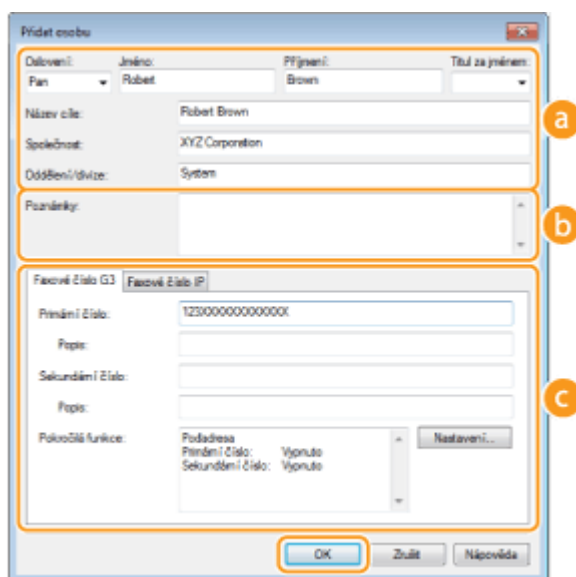 Přidat osobu
Oslovení: Jméno: Příjmení: Titul za jménem:
Pan Robert Brown
Název cíle: Robert Brown
a
Společnost: XYZ Corporation
Oddělení/divize: System
Poznámky:
b
Faxové číslo G3 Faxové číslo IP
Primární číslo: 123XXXXXXXXXXXX
Popis:
Sekundární číslo:
Popis:
c
Pokročilá funkce: Podadresa Nastavení...
Primární číslo: Vypnuto
Sekundární číslo: Vypnuto
OK Zrušit Nápověda